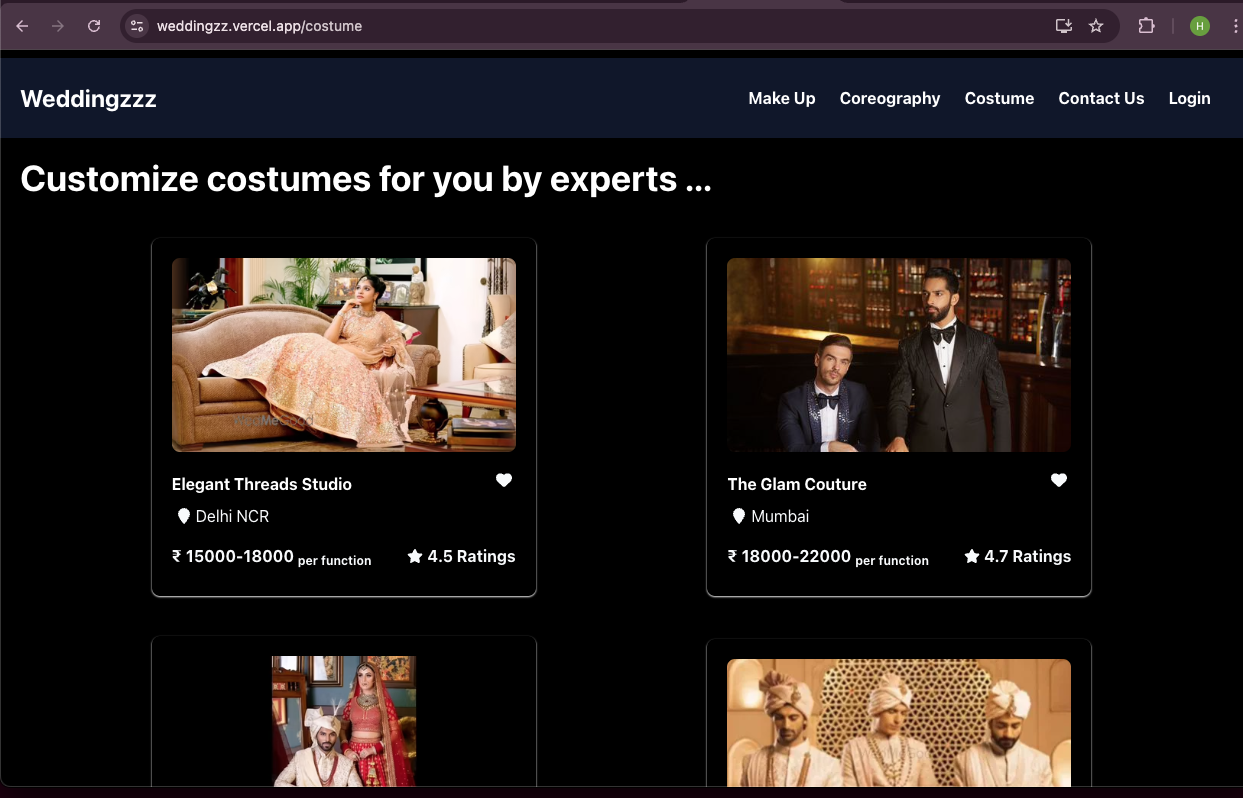 weddingzz.vercel.app/costume
H
Weddingzzz
Make Up Coreography Costume Contact Us Login
Customize costumes for you by experts ...
Elegant Threads Studio
Delhi NCR
₹ 15000-18000 per function
4.5 Ratings
The Glam Couture
Mumbai
₹ 18000-22000 per function
4.7 Ratings